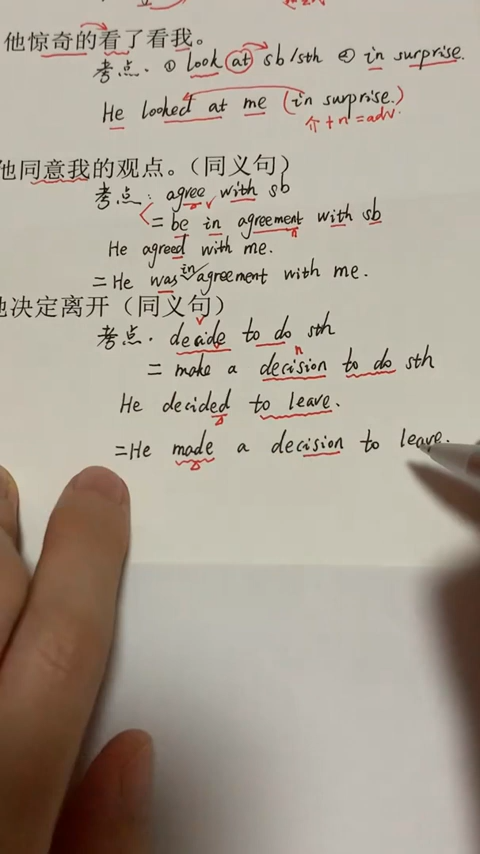 他惊奇的看了看我。
考点. ① look at sb/sth ② in surprise.
He looked at me (in surprise.)
介+n=adv.
他同意我的观点。(同义句)
考点: agree with sb
v
= be in agreement with sb
n
He agreed with me.
= He was in agreement with me.
他决定离开(同义句)
v
考点. decide to do sth
n
= make a decision to do sth
He decided to leave.
=He made a decision to leave.